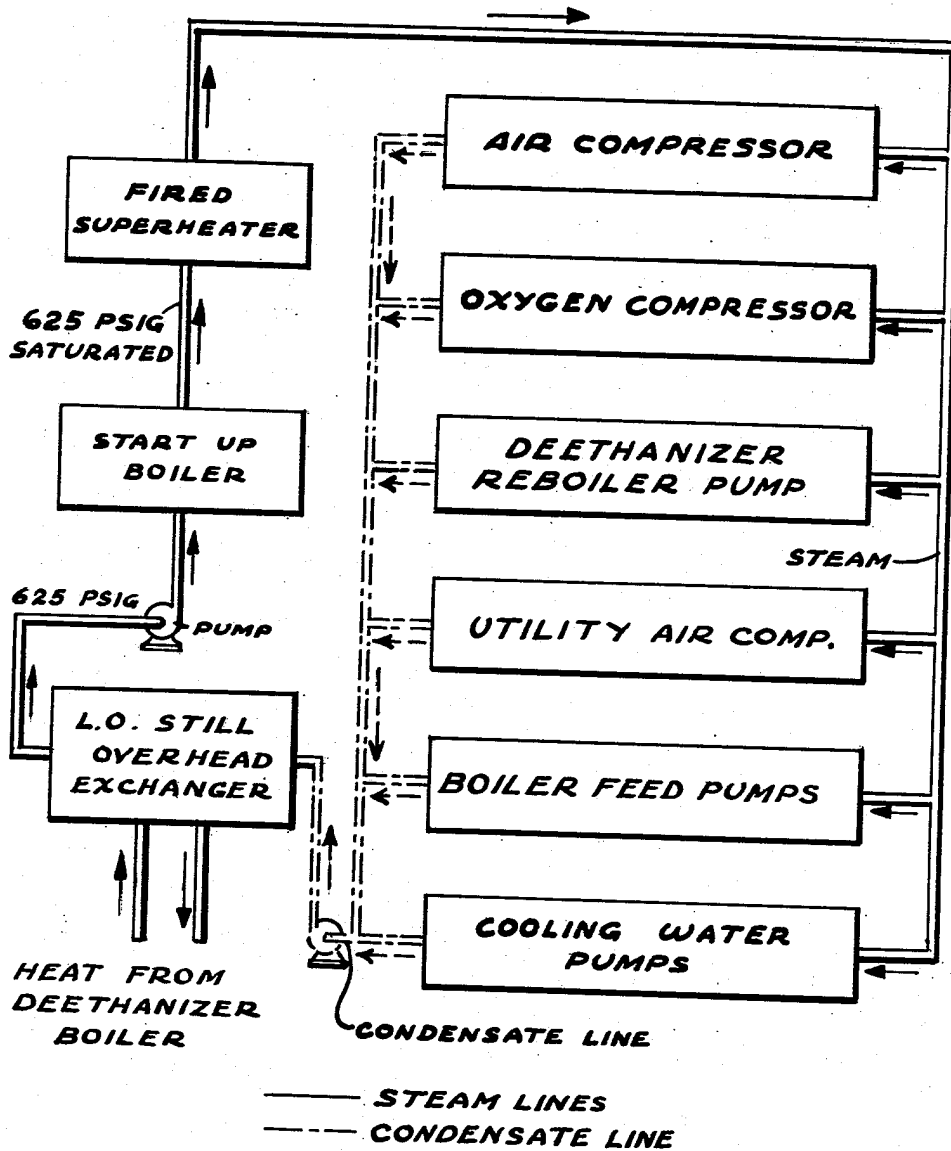 FIRED
SUPERHEATER
625 PSIG
SATURATED
START UP
BOILER
625 PSIG
PUMP
L.O. STILL
OVERHEAD
EXCHANGER
HEAT FROM
DEETHANIZER
BOILER
AIR COMPRESSOR
OXYGEN COMPRESSOR
DEETHANIZER
REBOILER PUMP
STEAM
UTILITY AIR COMP.
BOILER FEED PUMPS
COOLING WATER
PUMPS
CONDENSATE LINE
STEAM LINES
CONDENSATE LINE